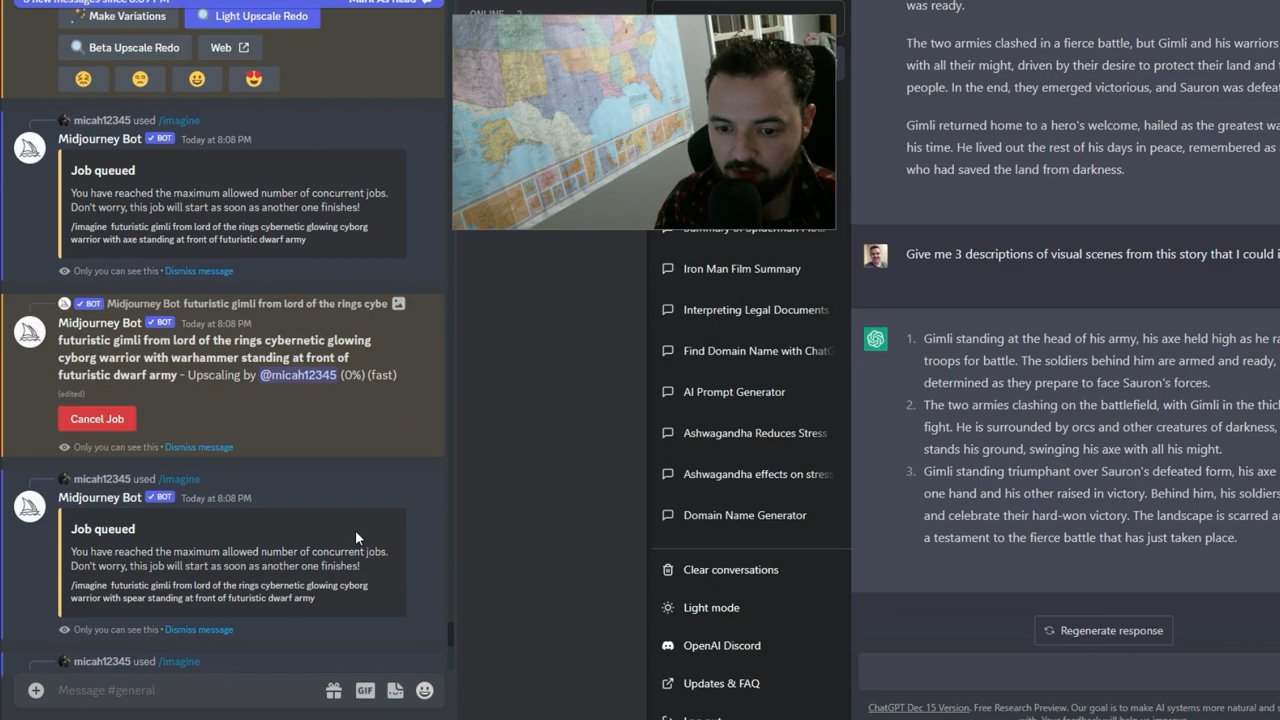 Mark As Read
Make Variations
Light Upscale Redo
Beta Upscale Redo
Web
micah12345 used /imagine
Midjourney Bot BOT Today at 8:08 PM
Job queued
You have reached the maximum allowed number of concurrent jobs.
Don't worry, this job will start as soon as another one finishes!
/imagine futuristic gimli from lord of the rings cybernetic glowing cyborg
warrior with axe standing at front of futuristic dwarf army
Only you can see this • Dismiss message
BOT Midjourney Bot futuristic gimli from lord of the rings cybe
Midjourney Bot BOT Today at 8:08 PM
futuristic gimli from lord of the rings cybernetic glowing
cyborg warrior with warhammer standing at front of
futuristic dwarf army - Upscaling by @micah12345 (0%) (fast)
(edited)
Cancel Job
Only you can see this • Dismiss message
micah12345 used /imagine
Midjourney Bot BOT Today at 8:08 PM
Job queued
You have reached the maximum allowed number of concurrent jobs.
Don't worry, this job will start as soon as another one finishes!
/imagine futuristic gimli from lord of the rings cybernetic glowing cyborg
warrior with spear standing at front of futuristic dwarf army
Only you can see this • Dismiss message
micah12345 used /imagine
Message #general
GIF
Iron Man Film Summary
Interpreting Legal Documents
Find Domain Name with ChatG
AI Prompt Generator
Ashwagandha Reduces Stress
Ashwagandha effects on stress
Domain Name Generator
Clear conversations
Light mode
OpenAI Discord
Updates & FAQ
was ready.
The two armies clashed in a fierce battle, but Gimli and his warriors
with all their might, driven by their desire to protect their land and
people. In the end, they emerged victorious, and Sauron was defea
Gimli returned home to a hero's welcome, hailed as the greatest wa
his time. He lived out the rest of his days in peace, remembered as
who had saved the land from darkness.
Give me 3 descriptions of visual scenes from this story that I could i
1. Gimli standing at the head of his army, his axe held high as he ra
troops for battle. The soldiers behind him are armed and ready,
determined as they prepare to face Sauron's forces.
2. The two armies clashing on the battlefield, with Gimli in the thic
fight. He is surrounded by orcs and other creatures of darkness,
stands his ground, swinging his axe with all his might.
3. Gimli standing triumphant over Sauron's defeated form, his axe
one hand and his other raised in victory. Behind him, his soldiers
and celebrate their hard-won victory. The landscape is scarred a
a testament to the fierce battle that has just taken place.
Regenerate response
ChatGPT Dec 15 Version. Free Research Preview. Our goal is to make AI systems more natural and s